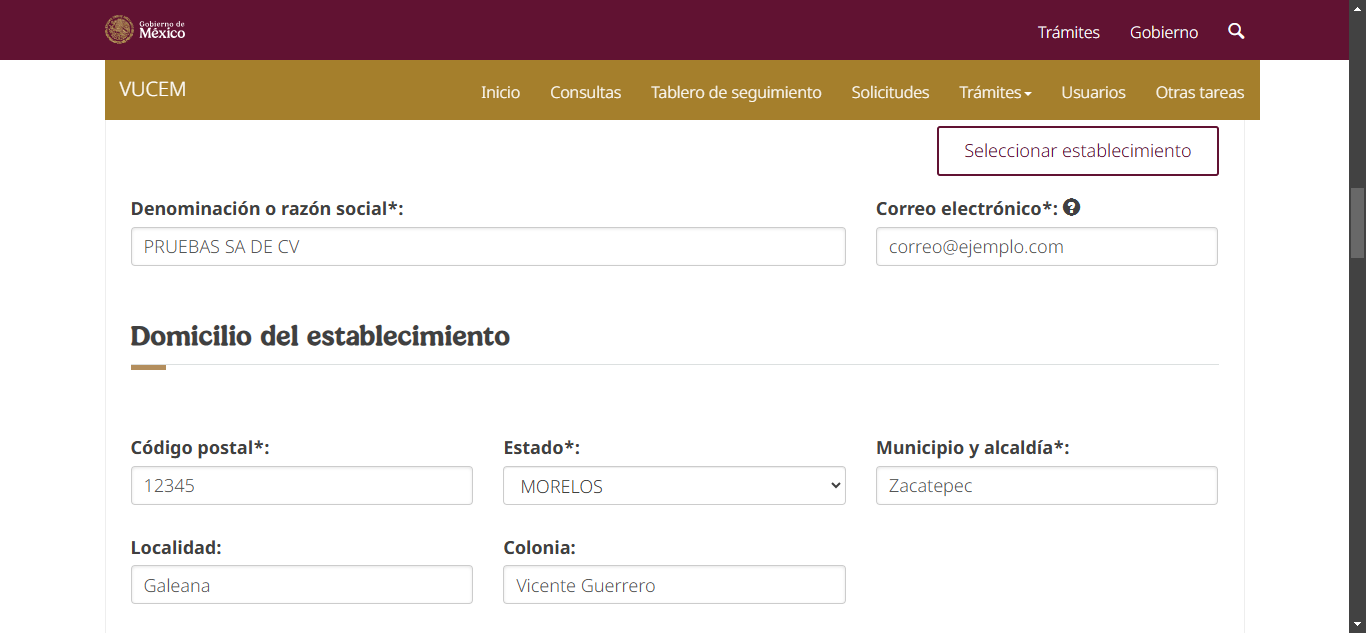 Gobierno de
México
Trámites
Gobierno
VUCEM
Inicio
Consultas
Tablero de seguimiento
Solicitudes
Trámites
Usuarios
Otras tareas
Seleccionar establecimiento
Denominación o razón social*:
Correo electrónico*: ?
PRUEBAS SA DE CV
correo@ejemplo.com
Domicilio del establecimiento
Código postal*:
Estado*:
Municipio y alcaldía*:
12345
MORELOS
Zacatepec
Localidad:
Colonia:
Galeana
Vicente Guerrero